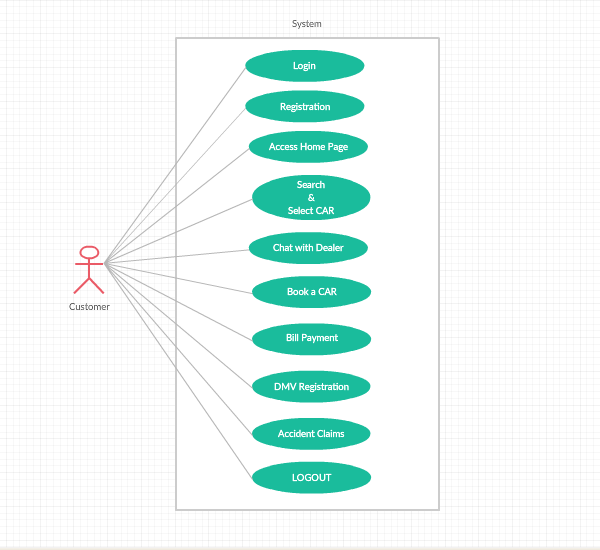 System
Login
Registration
Access Home Page
Search
&
Select CAR
Chat with Dealer
Book a CAR
Customer
Bill Payment
DMV Registration
Accident Claims
LOGOUT